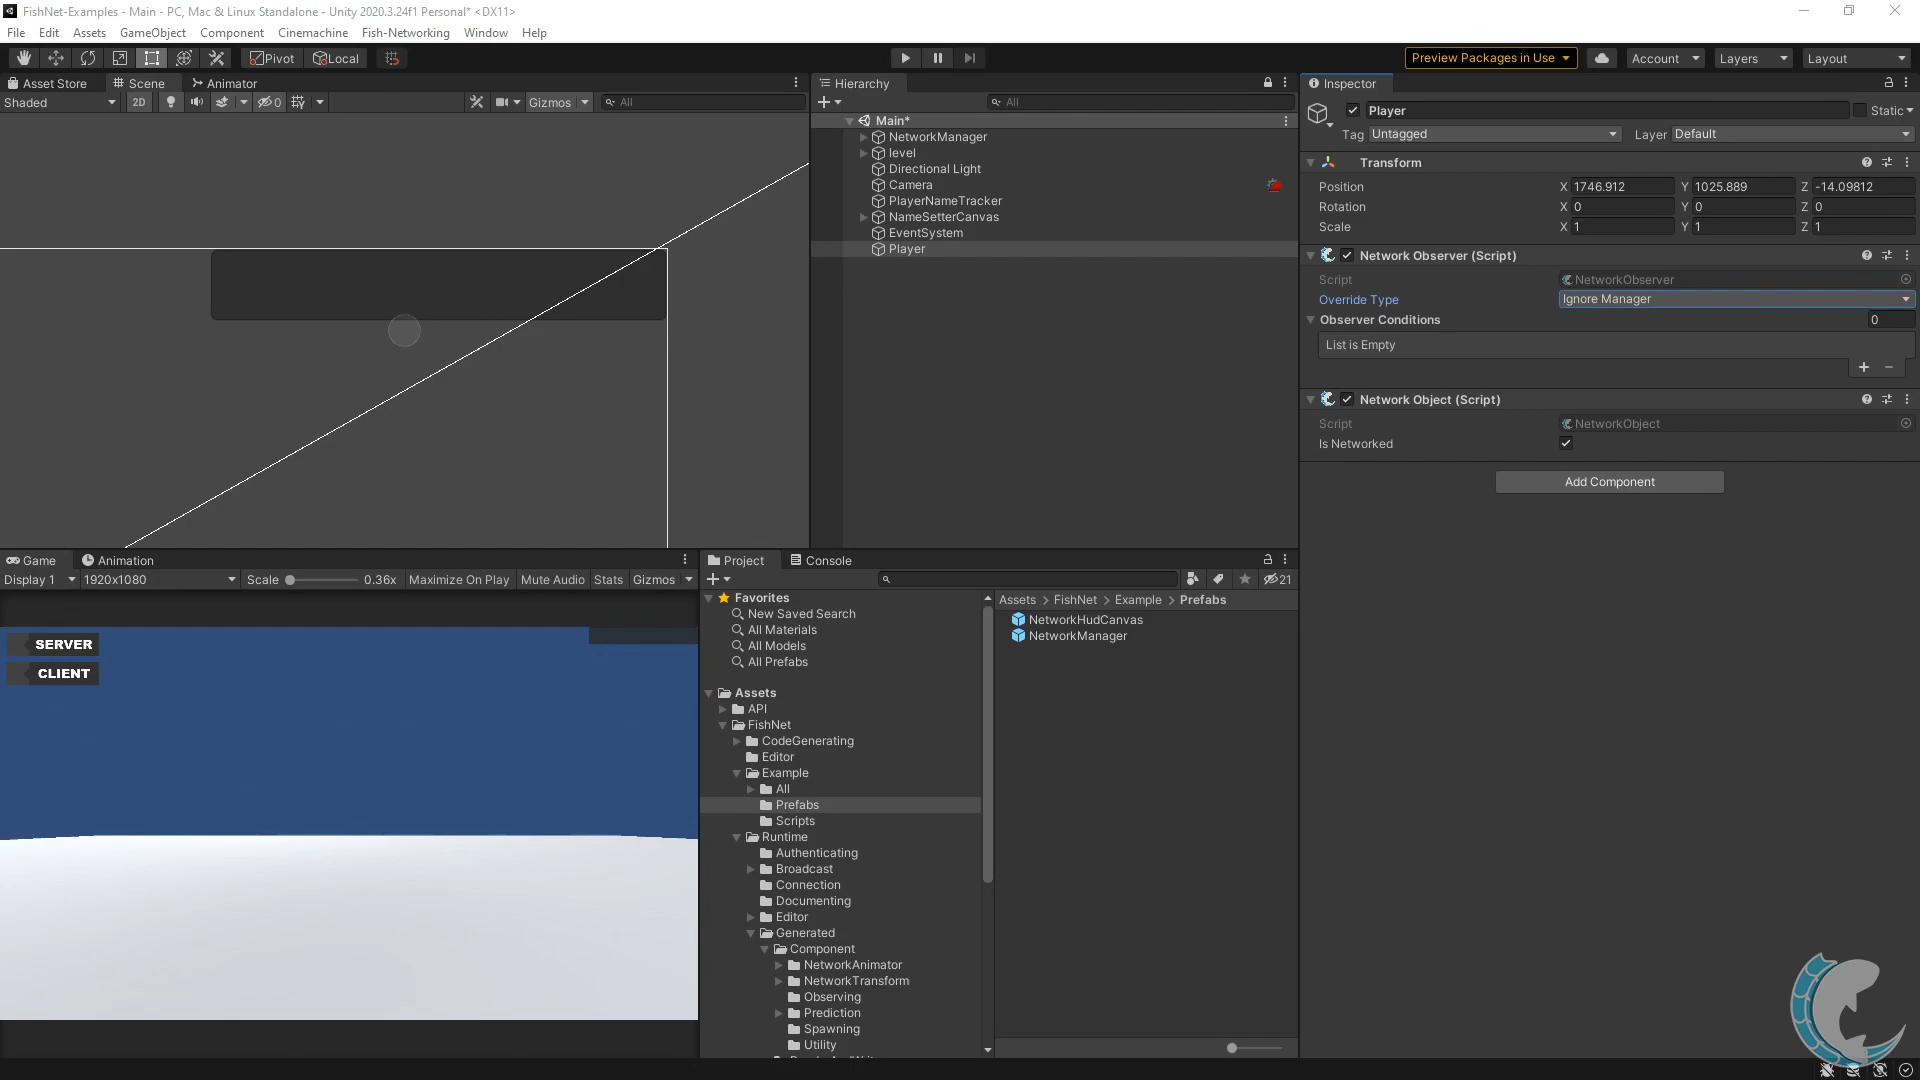 FishNet-Examples - Main - PC, Mac & Linux Standalone - Unity 2020.3.24f1 Personal* <DX11>
File Edit Assets GameObject Component Cinemachine Fish-Networking Window Help
Pivot Local Preview Packages in Use Account Layers Layout
Asset Store Scene Animator
Shaded 2D 0 Gizmos All
Hierarchy
All
Main*
NetworkManager
level
Directional Light
Camera
PlayerNameTracker
NameSetterCanvas
EventSystem
Player
Inspector
Player Static
Tag Untagged Layer Default
Transform
Position X 1746.912 Y 1025.889 Z -14.09812
Rotation X 0 Y 0 Z 0
Scale X 1 Y 1 Z 1
Network Observer (Script)
Script NetworkObserver
Override Type Ignore Manager
Observer Conditions 0
List is Empty
Network Object (Script)
Script NetworkObject
Is Networked
Add Component
Game Animation
Display 1 1920x1080 Scale 0.36x Maximize On Play Mute Audio Stats Gizmos
SERVER
CLIENT
Project Console
21
Favorites
New Saved Search
All Materials
All Models
All Prefabs
Assets
API
FishNet
CodeGenerating
Editor
Example
All
Prefabs
Scripts
Runtime
Authenticating
Broadcast
Connection
Documenting
Editor
Generated
Component
NetworkAnimator
NetworkTransform
Observing
Prediction
Spawning
Utility
Assets > FishNet > Example > Prefabs
NetworkHudCanvas
NetworkManager